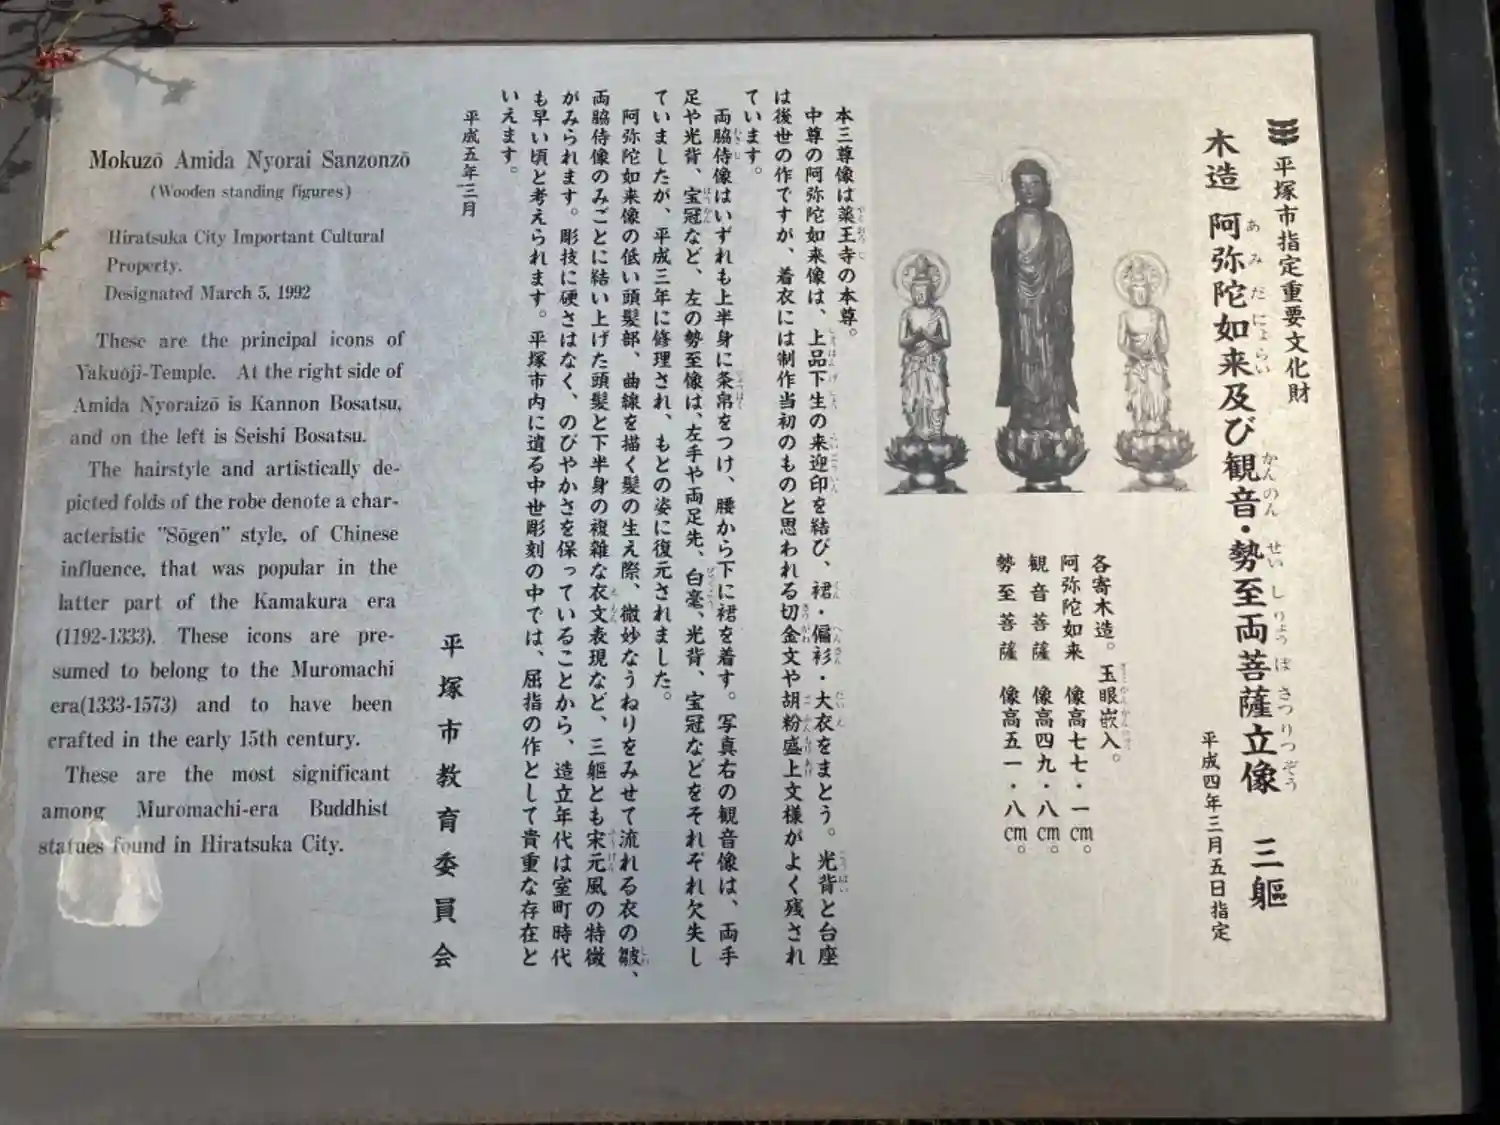 平塚市指定重要文化財
木造 阿弥陀如来及び観音・勢至両菩薩立像 三軀
平成四年三月五日指定
各寄木造。玉眼嵌入。
阿弥陀如来 像高七七・一㎝。
観音菩薩 像高四九・八㎝。
勢至菩薩 像高五一・八㎝。
本三尊像は薬王寺の本尊。
中尊の阿弥陀如来像は、上品下生の来迎印を結び、裙・偏衫・大衣をまとう。光背と台座
は後世の作ですが、着衣には制作当初のものと思われる切金文や胡粉盛上文様がよく残され
ています。
両脇侍像はいずれも上半身に条帛をつけ、腰から下に裙を着す。写真右の観音像は、両手
足や光背、宝冠など、左の勢至像は、左手や両足先、白毫、光背、宝冠などをそれぞれ欠失し
ていましたが、平成三年に修理され、もとの姿に復元されました。
阿弥陀如来像の低い頭髪部、曲線を描く髪の生え際、微妙なうねりをみせて流れる衣の皺、
両脇侍像のみごとに結い上げた頭髪と下半身の複雑な衣文表現など、三軀とも宋元風の特徴
がみられます。彫技に硬さはなく、のびやかさを保っていることから、造立年代は室町時代
も早い頃と考えられます。平塚市内に遺る中世彫刻の中では、屈指の作として貴重な存在と
いえます。
平成五年三月
平塚市教育委員会
Mokuzō Amida Nyorai Sanzonzō
(Wooden standing figures)
Hiratsuka City Important Cultural
Property.
Designated March 5, 1992
These are the principal icons of
Yakuōji-Temple. At the right side of
Amida Nyoraizō is Kannon Bosatsu,
and on the left is Seishi Bosatsu.
The hairstyle and artistically de-
picted folds of the robe denote a char-
acteristic "Sōgen" style, of Chinese
influence, that was popular in the
latter part of the Kamakura era
(1192-1333). These icons are pre-
sumed to belong to the Muromachi
era(1333-1573) and to have been
crafted in the early 15th century.
These are the most significant
among Muromachi-era Buddhist
statues found in Hiratsuka City.